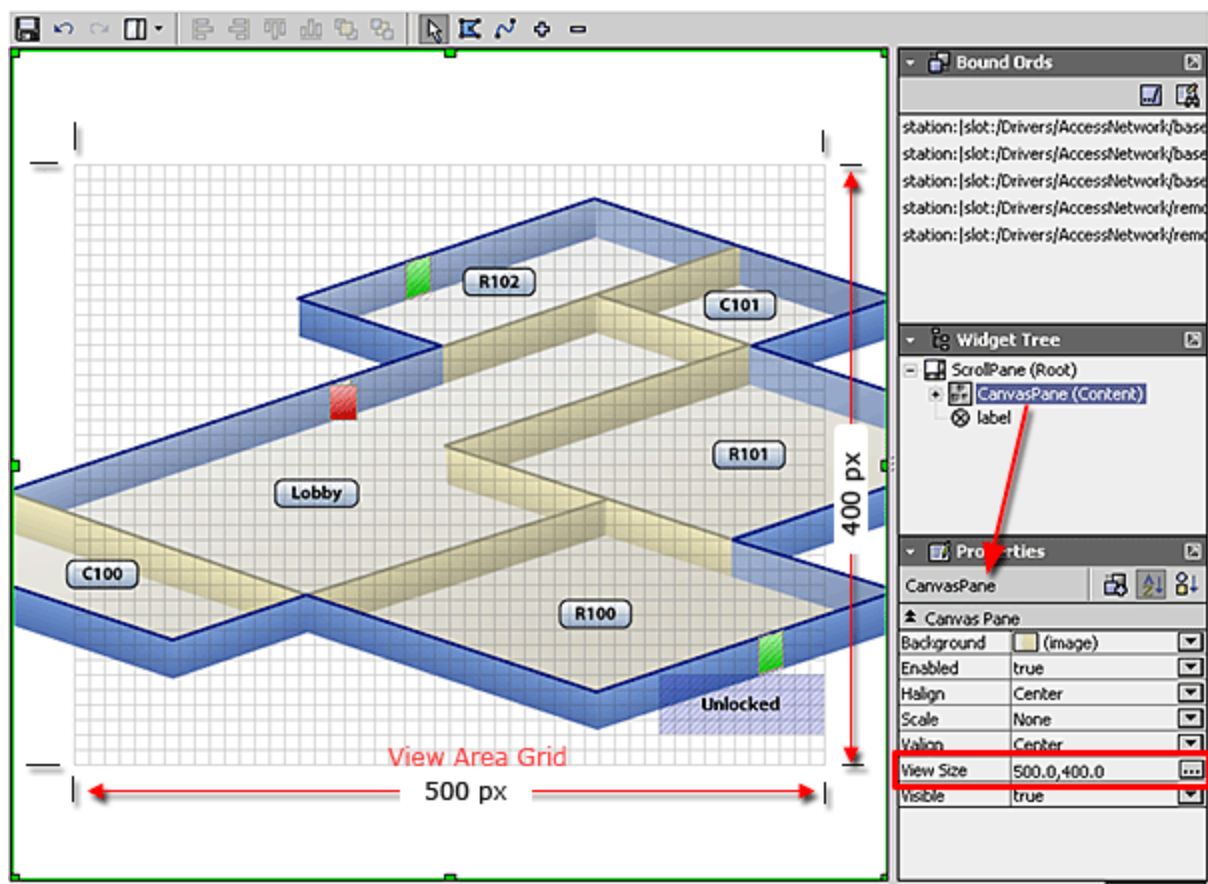 Bound Ords
station:|slot:/Drivers/AccessNetwork/base
station:|slot:/Drivers/AccessNetwork/base
station:|slot:/Drivers/AccessNetwork/base
station:|slot:/Drivers/AccessNetwork/remo
station:|slot:/Drivers/AccessNetwork/remo
R102
C101
R101
Lobby
C100
R100
Unlocked
400 px
View Area Grid
500 px
Widget Tree
ScrollPane (Root)
CanvasPane (Content)
label
Properties
CanvasPane
Canvas Pane
Background (image)
Enabled true
Halign Center
Scale None
Valign Center
View Size 500.0,400.0
Visible true